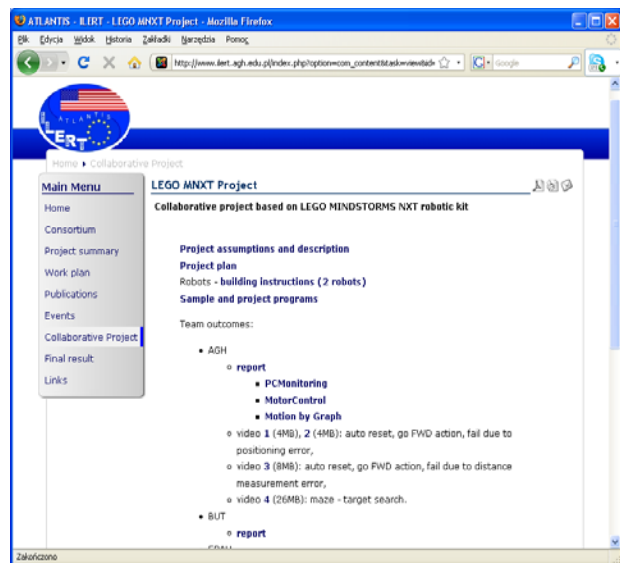 ATLANTIS - ILERT - LEGO MNXT Project - Mozilla Firefox
Plik Edycja Widok Historia Zakładki Narzędzia Pomoc
http://www.ilert.agh.edu.pl/index.php?option=com_content&task=view&id= Google
ATLANTIS
ILERT
Home Collaborative Project
Main Menu
Home
Consortium
Project summary
Work plan
Publications
Events
Collaborative Project
Final result
Links
LEGO MNXT Project
Collaborative project based on LEGO MINDSTORMS NXT robotic kit
Project assumptions and description
Project plan
Robots - building instructions (2 robots)
Sample and project programs
Team outcomes:
• AGH
report
PCMonitoring
MotorControl
Motion by Graph
video 1 (4MB), 2 (4MB): auto reset, go FWD action, fail due to
positioning error,
video 3 (8MB): auto reset, go FWD action, fail due to distance
measurement error,
video 4 (26MB): maze - target search.
• BUT
report
Zakończono